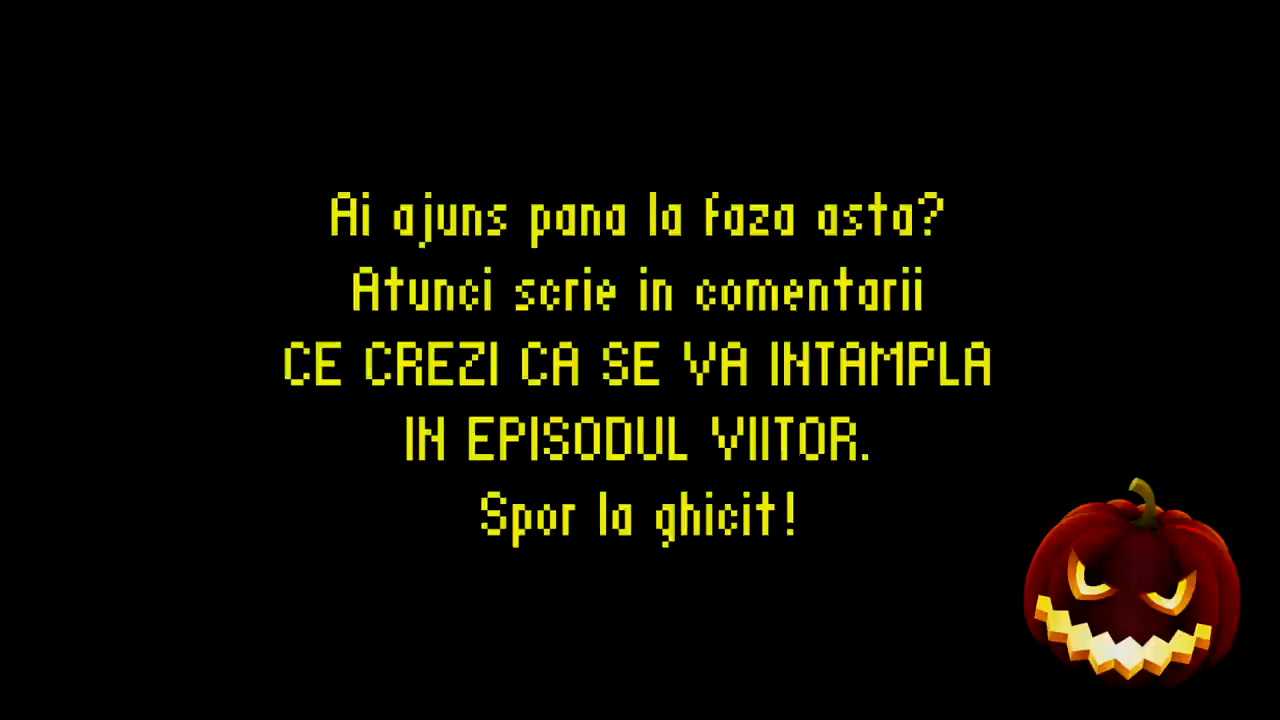 Ai ajuns pana la faza asta?
Atunci scrie in comentarii
CE CREZI CA SE VA INTAMPLA
IN EPISODUL VIITOR.
Spor la ghicit!